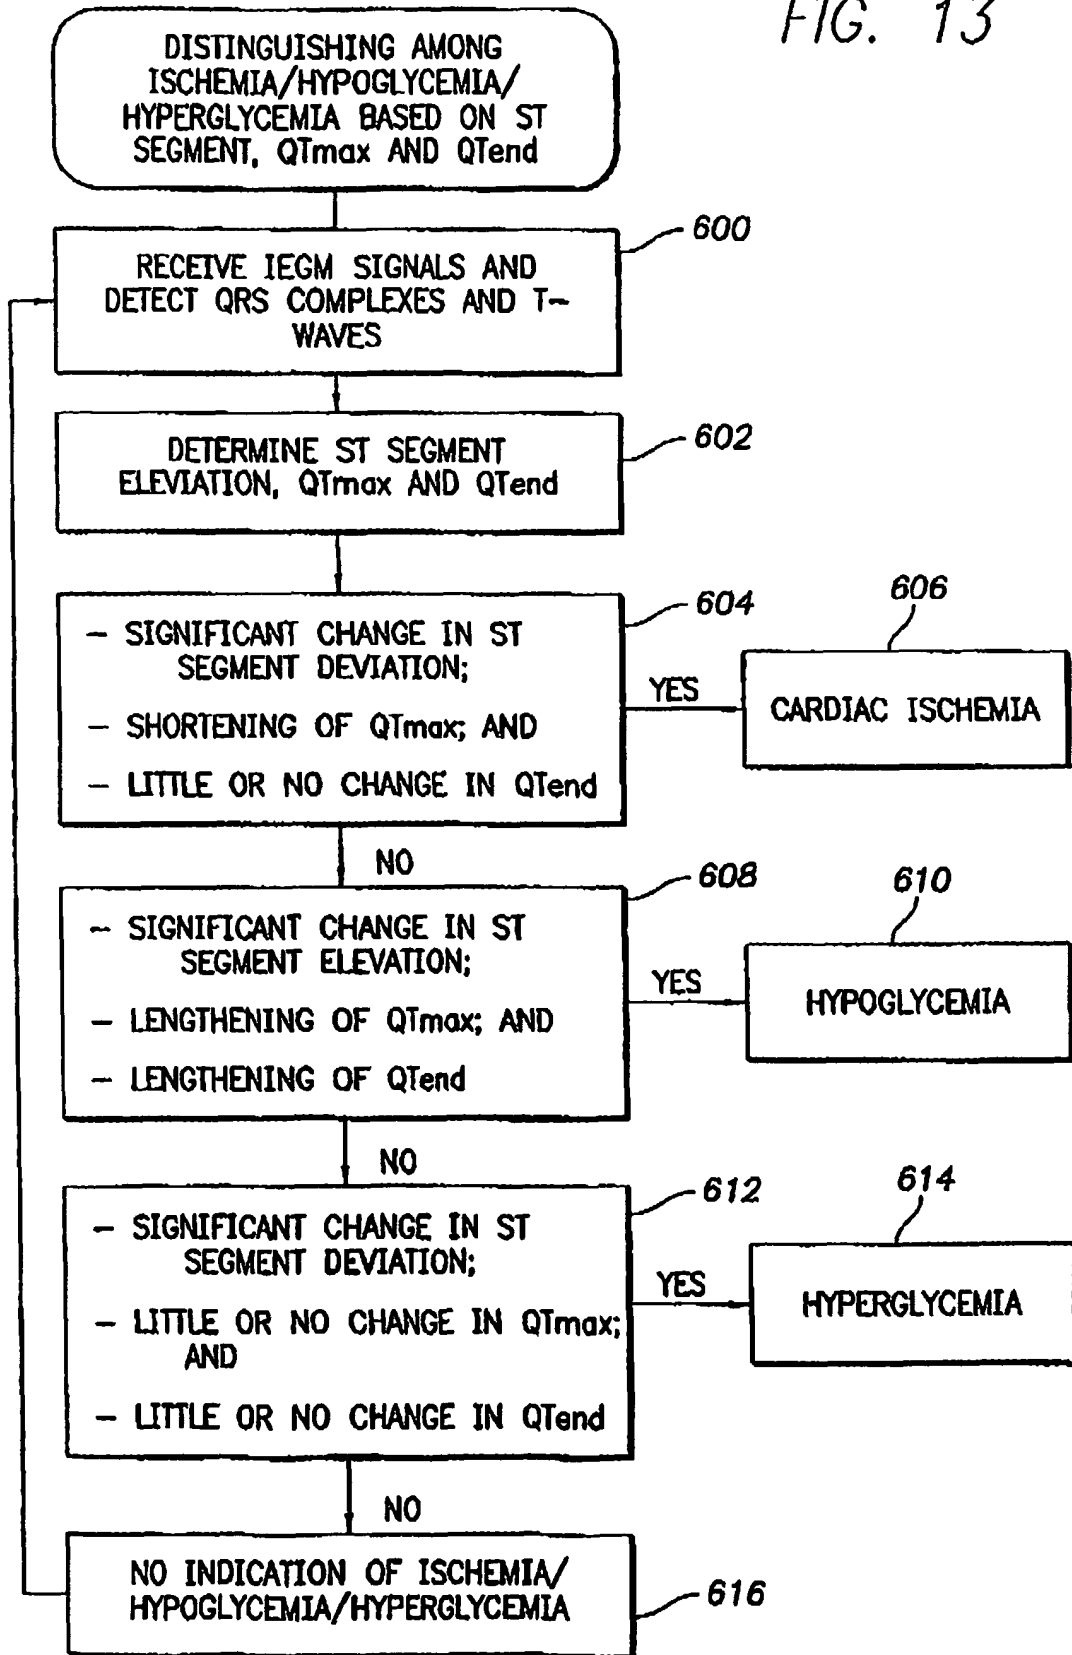 FIG. 13
DISTINGUISHING AMONG
ISCHEMIA/HYPOGLYCEMIA/
HYPERGLYCEMIA BASED ON ST
SEGMENT, QTmax AND QTend
600
RECEIVE IEGM SIGNALS AND
DETECT QRS COMPLEXES AND T-
WAVES
602
DETERMINE ST SEGMENT
ELEVIATION, QTmax AND QTend
604
- SIGNIFICANT CHANGE IN ST
SEGMENT DEVIATION;
- SHORTENING OF QTmax; AND
- LITTLE OR NO CHANGE IN QTend
YES
606
CARDIAC ISCHEMIA
NO
608
- SIGNIFICANT CHANGE IN ST
SEGMENT ELEVATION;
- LENGTHENING OF QTmax; AND
- LENGTHENING OF QTend
YES
610
HYPOGLYCEMIA
NO
612
- SIGNIFICANT CHANGE IN ST
SEGMENT DEVIATION;
- LITTLE OR NO CHANGE IN QTmax;
AND
- LITTLE OR NO CHANGE IN QTend
YES
614
HYPERGLYCEMIA
NO
NO INDICATION OF ISCHEMIA/
HYPOGLYCEMIA/HYPERGLYCEMIA
616